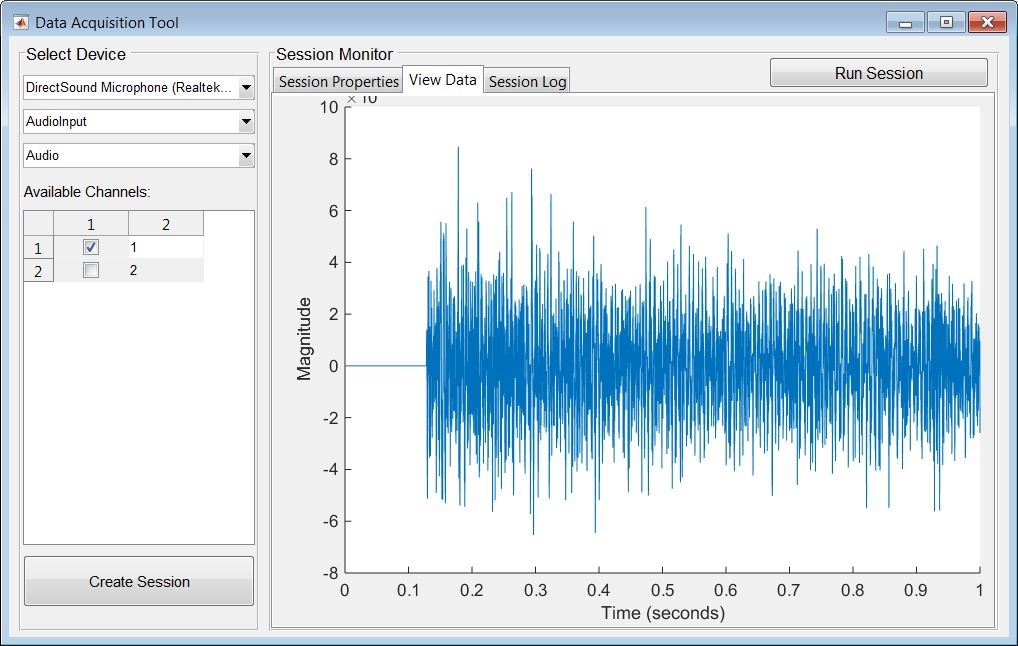 Data Acquisition Tool
Select Device
DirectSound Microphone (Realtek...
AudioInput
Audio
Available Channels:
1 2
1 1
2 2
Create Session
Session Monitor
Session Properties View Data Session Log
Run Session
10
8
6
4
2
0
-2
-4
-6
-8
Magnitude
0 0.1 0.2 0.3 0.4 0.5 0.6 0.7 0.8 0.9 1
Time (seconds)